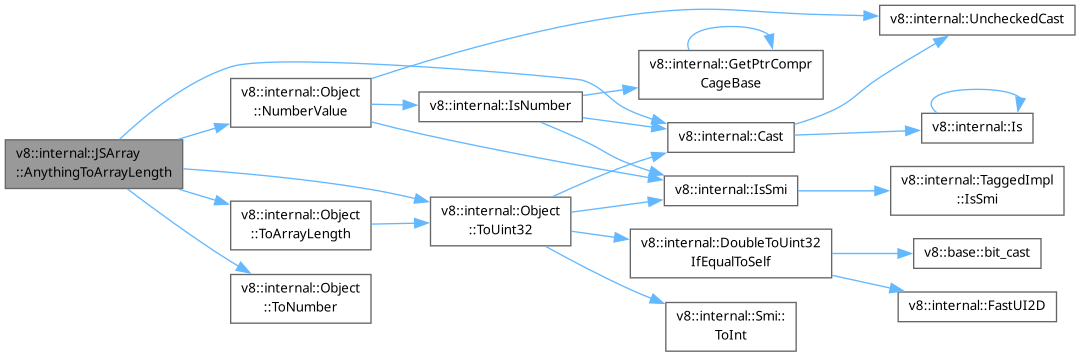 v8::internal::JSArray
::AnythingToArrayLength
v8::internal::Object
::NumberValue
v8::internal::Object
::ToArrayLength
v8::internal::Object
::ToNumber
v8::internal::IsNumber
v8::internal::Object
::ToUint32
v8::internal::GetPtrCompr
CageBase
v8::internal::Cast
v8::internal::IsSmi
v8::internal::DoubleToUint32
IfEqualToSelf
v8::internal::Smi::
ToInt
v8::internal::UncheckedCast
v8::internal::Is
v8::internal::TaggedImpl
::IsSmi
v8::base::bit_cast
v8::internal::FastUI2D